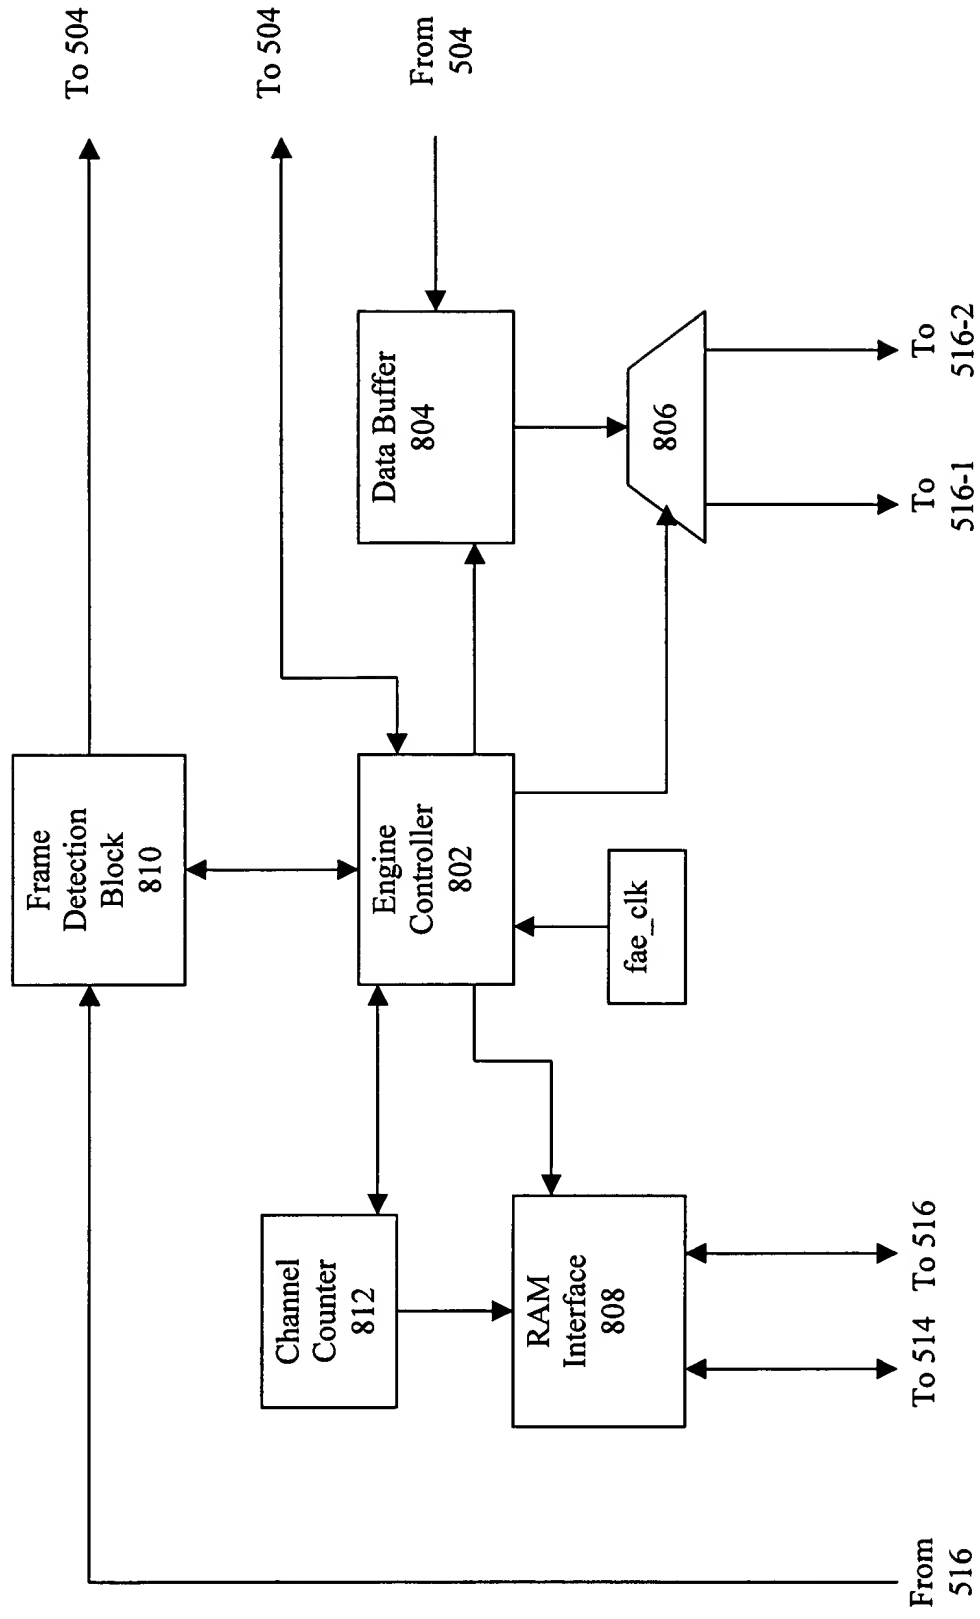 From
516
Frame
Detection
Block
810
To 504
To 504
Channel
Counter
812
Engine
Controller
802
Data Buffer
804
From
504
RAM
Interface
808
fae_clk
806
To 514
To 516
To
516-1
To
516-2